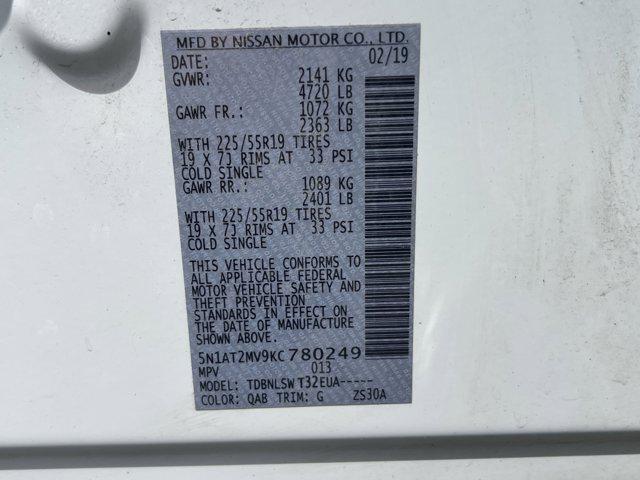 MFD BY NISSAN MOTOR CO., LTD.
DATE: 02/19
GVWR: 2141 KG
4720 LB
GAWR FR.: 1072 KG
2363 LB
WITH 225/55R19 TIRES
19 X 7J RIMS AT 33 PSI
COLD SINGLE
GAWR RR.: 1089 KG
2401 LB
WITH 225/55R19 TIRES
19 X 7J RIMS AT 33 PSI
COLD SINGLE
THIS VEHICLE CONFORMS TO
ALL APPLICABLE FEDERAL
MOTOR VEHICLE SAFETY AND
THEFT PREVENTION
STANDARDS IN EFFECT ON
THE DATE OF MANUFACTURE
SHOWN ABOVE.
5N1AT2MV9KC780249
MPV 013
MODEL: TDBNLSW T32EUA-----
COLOR: QAB TRIM: G ZS30A